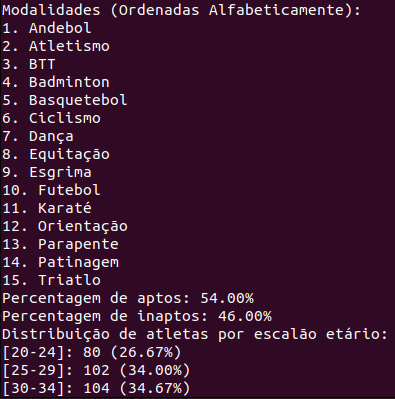 Modalidades (Ordenadas Alfabeticamente):
1. Andebol
2. Atletismo
3. BTT
4. Badminton
5. Basquetebol
6. Ciclismo
7. Dança
8. Equitação
9. Esgrima
10. Futebol
11. Karaté
12. Orientação
13. Parapente
14. Patinagem
15. Triatlo
Percentagem de aptos: 54.00%
Percentagem de inaptos: 46.00%
Distribuição de atletas por escalão etário:
[20-24]: 80 (26.67%)
[25-29]: 102 (34.00%)
[30-34]: 104 (34.67%)